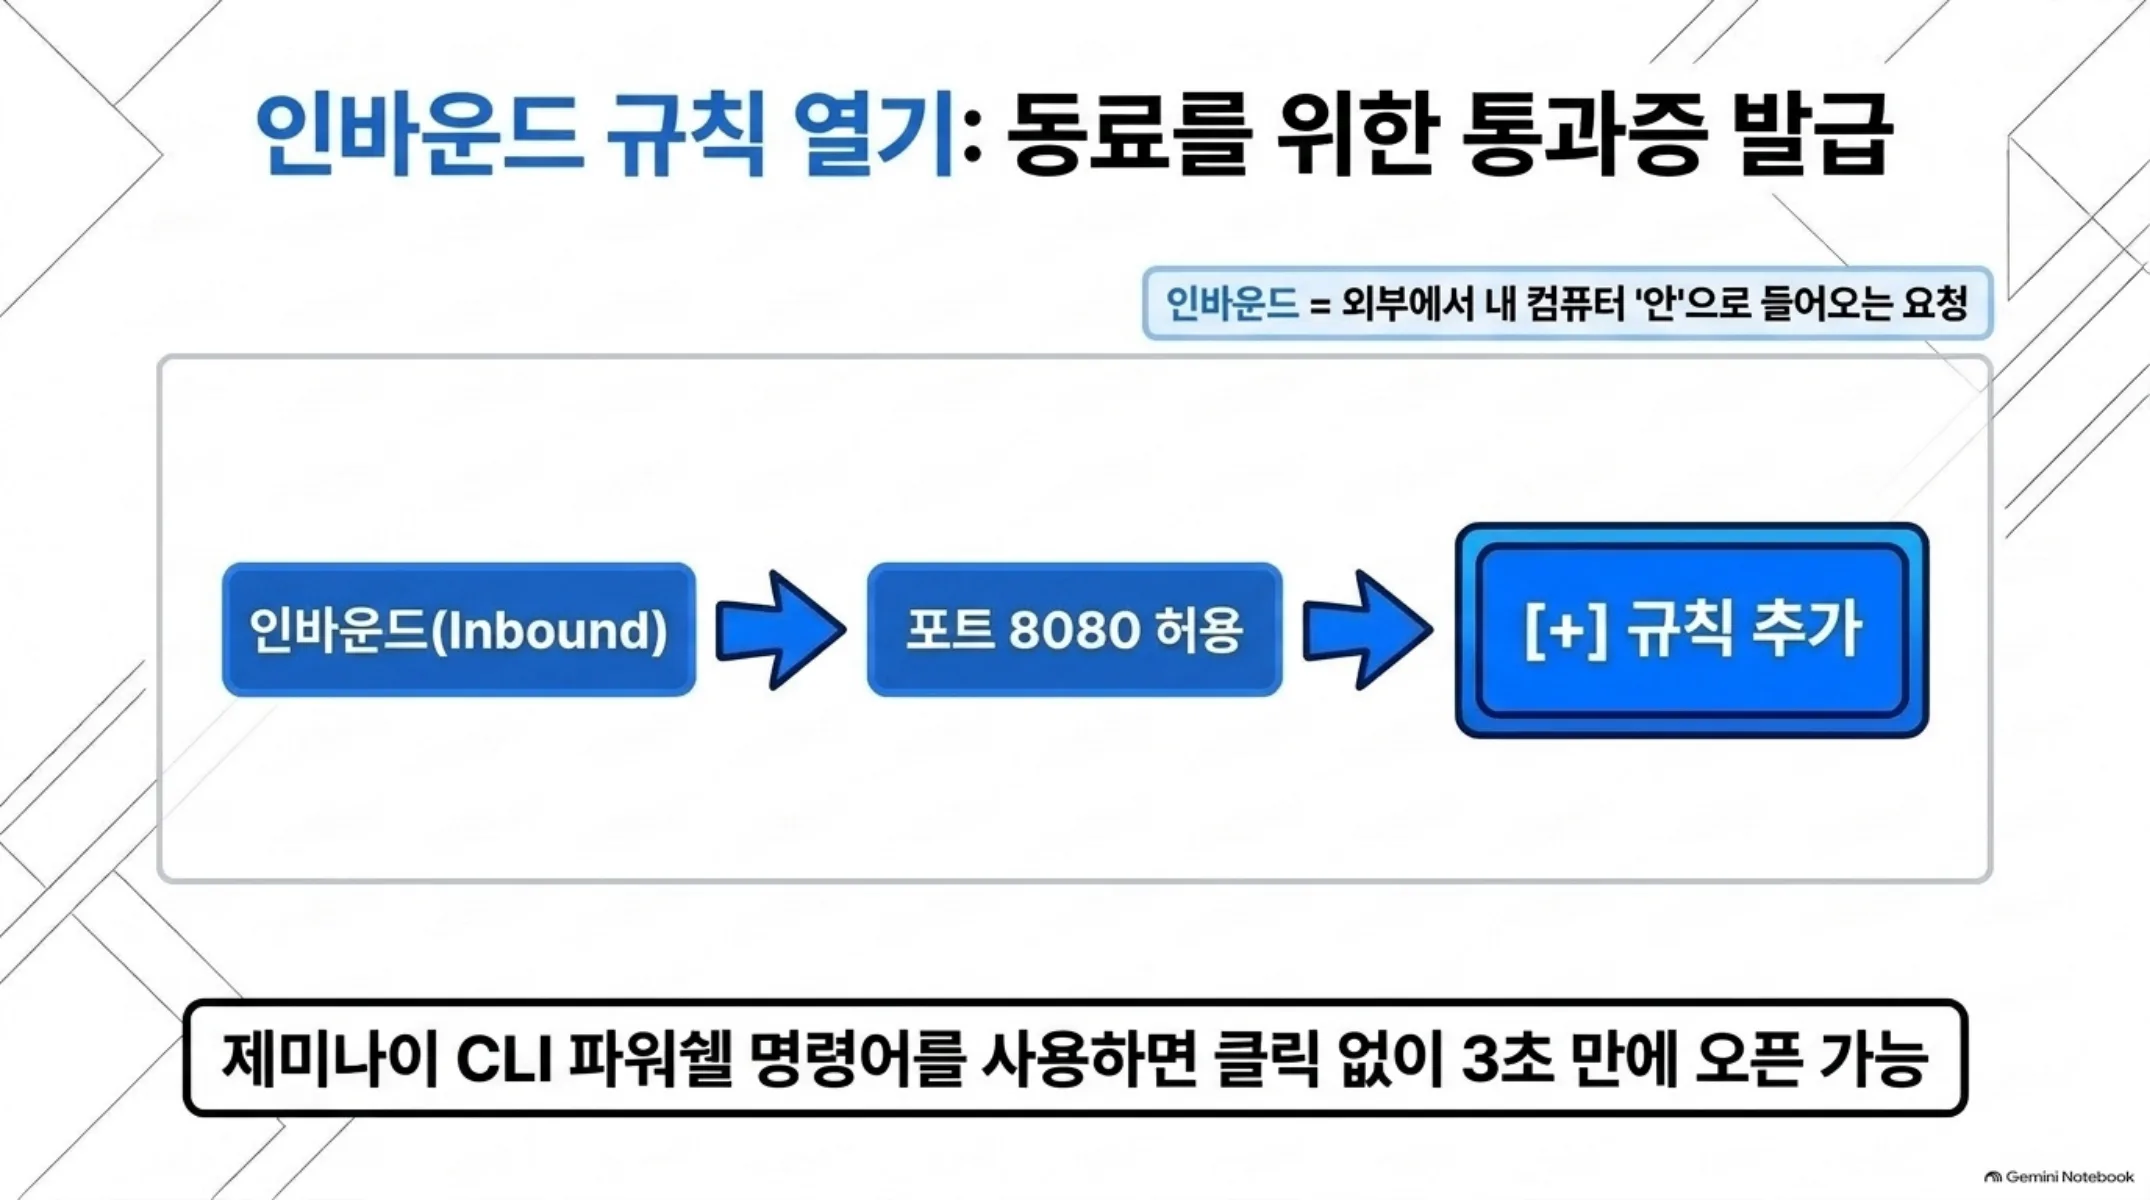 인바운드 규칙 열기: 동료를 위한 통과증 발급
인바운드 = 외부에서 내 컴퓨터 '안'으로 들어오는 요청
인바운드(Inbound)
포트 8080 허용
[+] 규칙 추가
제미나이 CLI 파워쉘 명령어를 사용하면 클릭 없이 3초 만에 오픈 가능
Gemini Notebook